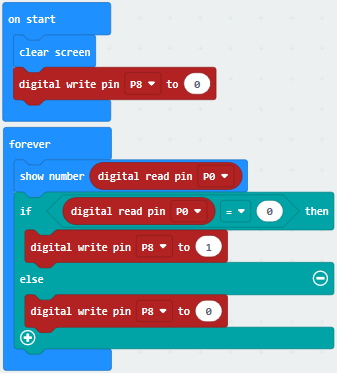 on start
clear screen
digital write pin P8 to 0
forever
show number digital read pin P0
if digital read pin P0 = 0 then
digital write pin P8 to 1
else
digital write pin P8 to 0